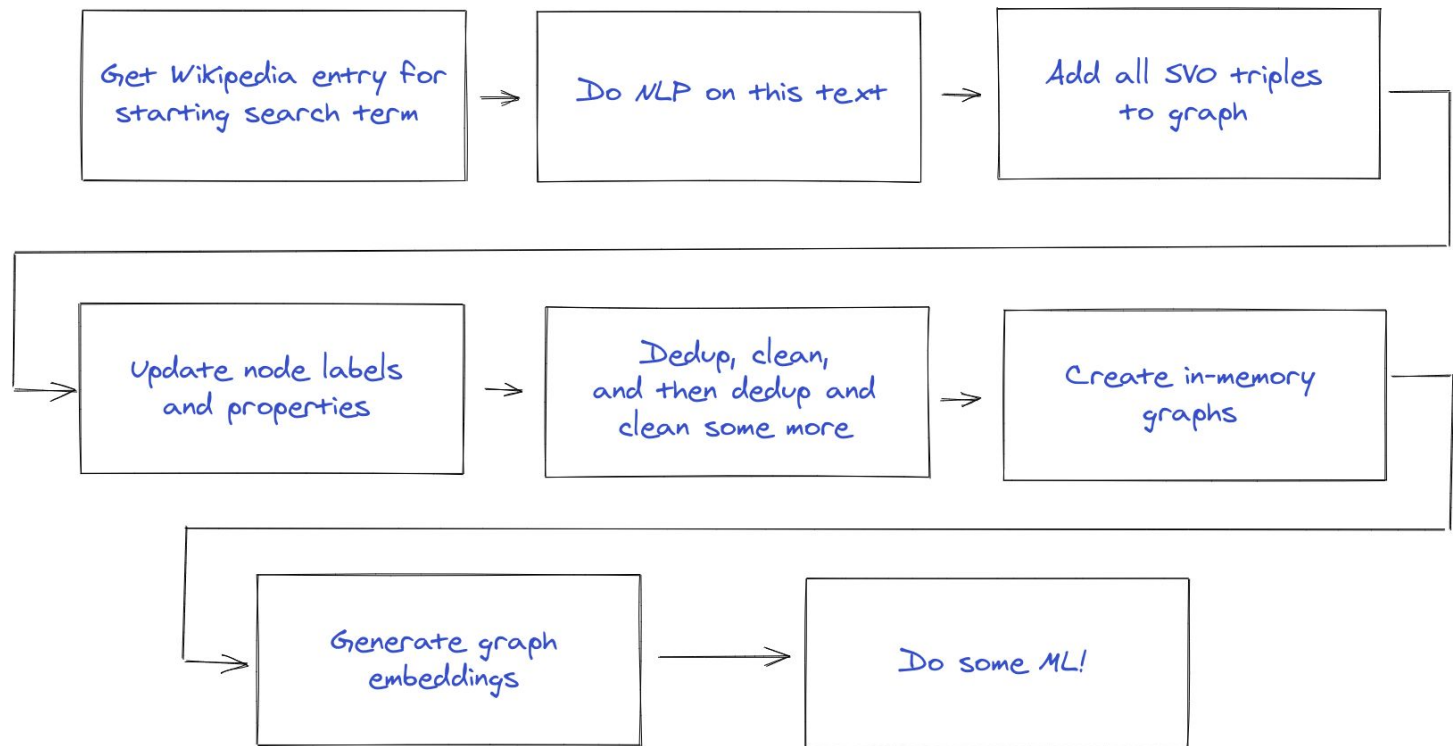 Get Wikipedia entry for
starting search term
Do NLP on this text
Add all SVO triples
to graph
Update node labels
and properties
Dedup, clean,
and then dedup and
clean some more
Create in-memory
graphs
Generate graph
embeddings
Do some ML!